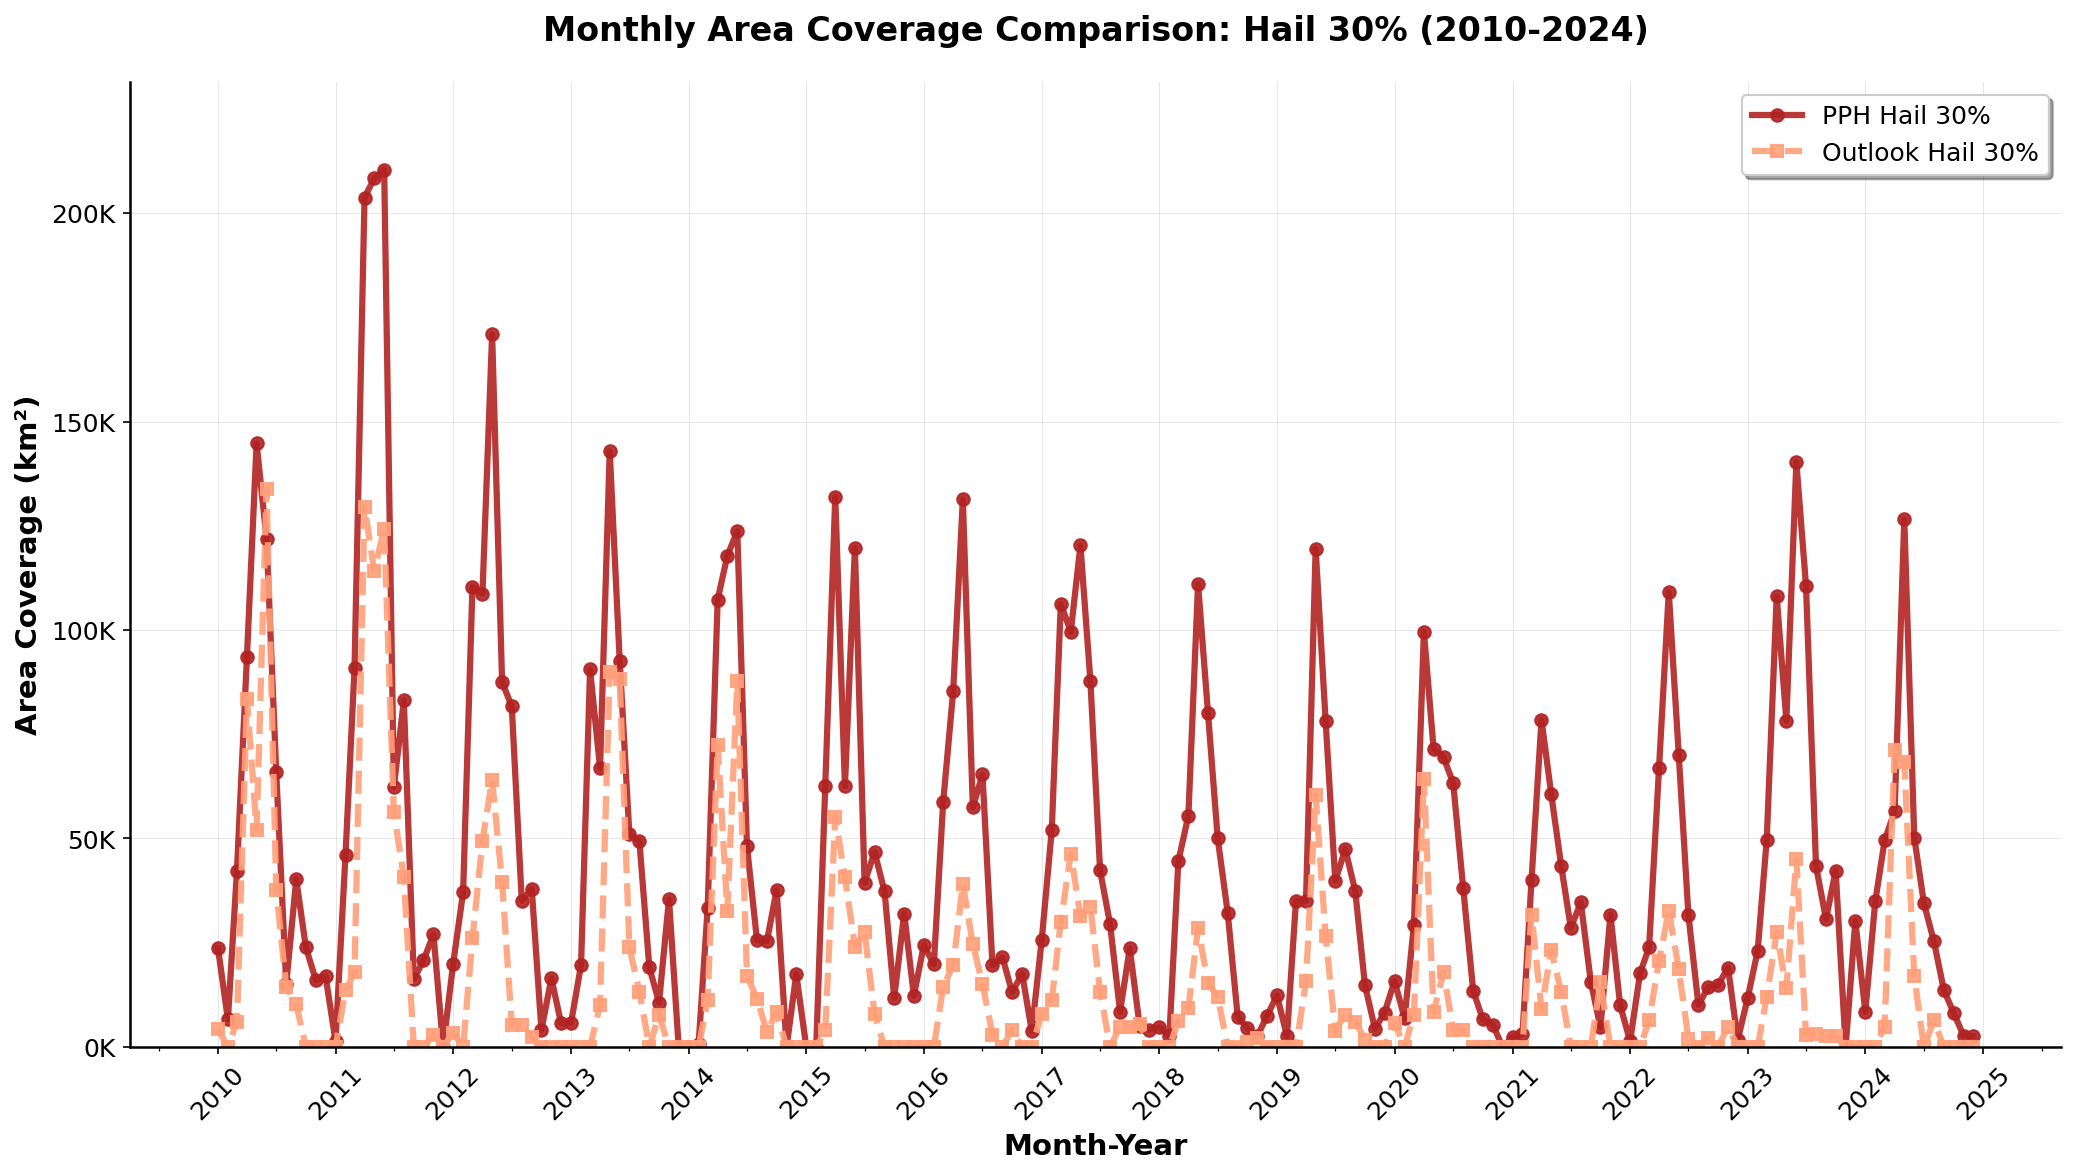 Monthly Area Coverage Comparison: Hail 30% (2010-2024)
PPH Hail 30%
Outlook Hail 30%
Area Coverage (km²)
200K
150K
100K
50K
0K
2010
2011
2012
2013
2014
2015
2016
2017
2018
2019
2020
2021
2022
2023
2024
2025
Month-Year